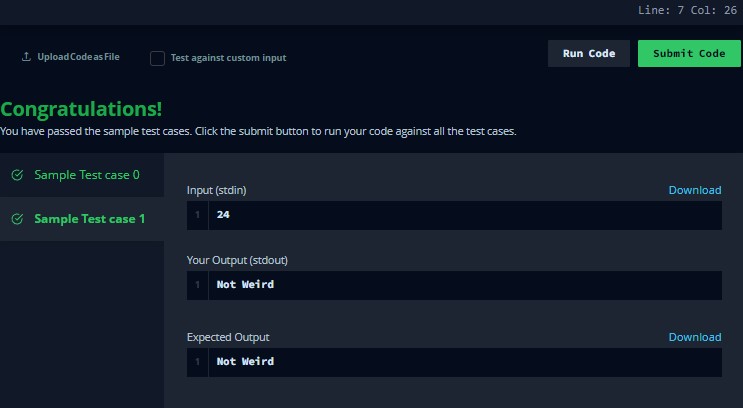 Line: 7 Col: 26
Upload Code as File
Test against custom input
Run Code
Submit Code
Congratulations!
You have passed the sample test cases. Click the submit button to run your code against all the test cases.
Sample Test case 0
Sample Test case 1
Input (stdin)
Download
1 24
Your Output (stdout)
1 Not Weird
Expected Output
Download
1 Not Weird